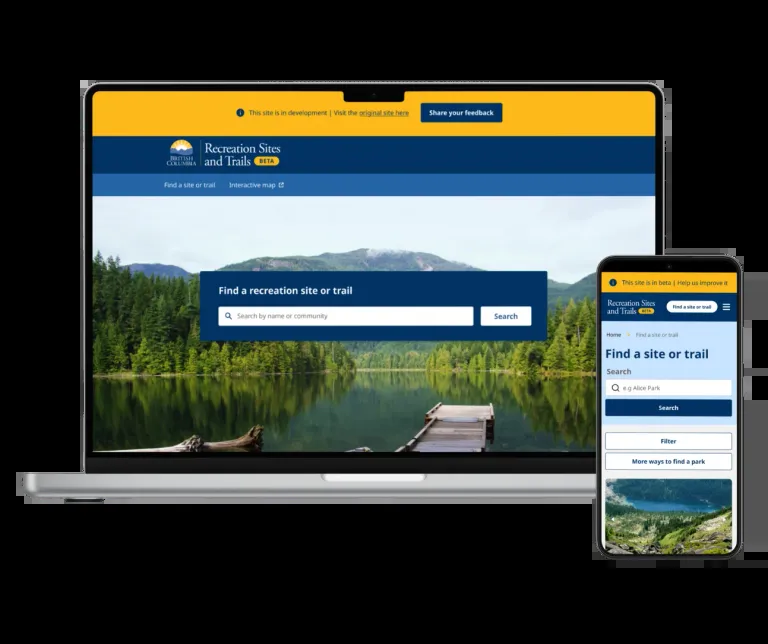 This site is in development | Visit the original site here
Share your feedback
BRITISH
COLUMBIA
Recreation Sites
and Trails BETA
Find a site or trail
Interactive map
Find a recreation site or trail
Search by name or community
Search
This site is in beta | Help us improve it
Recreation Sites
and Trails BETA
Find a site or trail
Home > Find a site or trail
Find a site or trail
Search
e.g Alice Park
Search
Filter
More ways to find a park